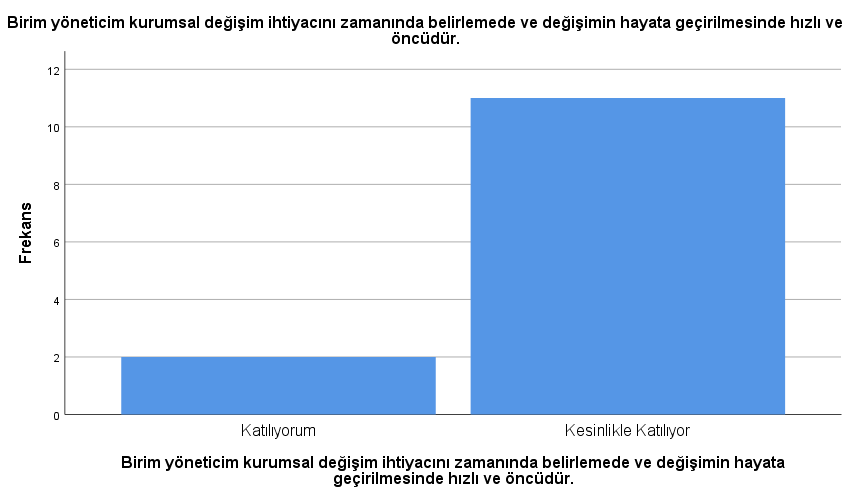 Birim yöneticim kurumsal değişim ihtiyacını zamanında belirlemede ve değişimin hayata geçirilmesinde hızlı ve
öncüdür.
12
10
8
6
4
2
0
Frekans
Katılıyorum
Kesinlikle Katılıyor
Birim yöneticim kurumsal değişim ihtiyacını zamanında belirlemede ve değişimin hayata
geçirilmesinde hızlı ve öncüdür.